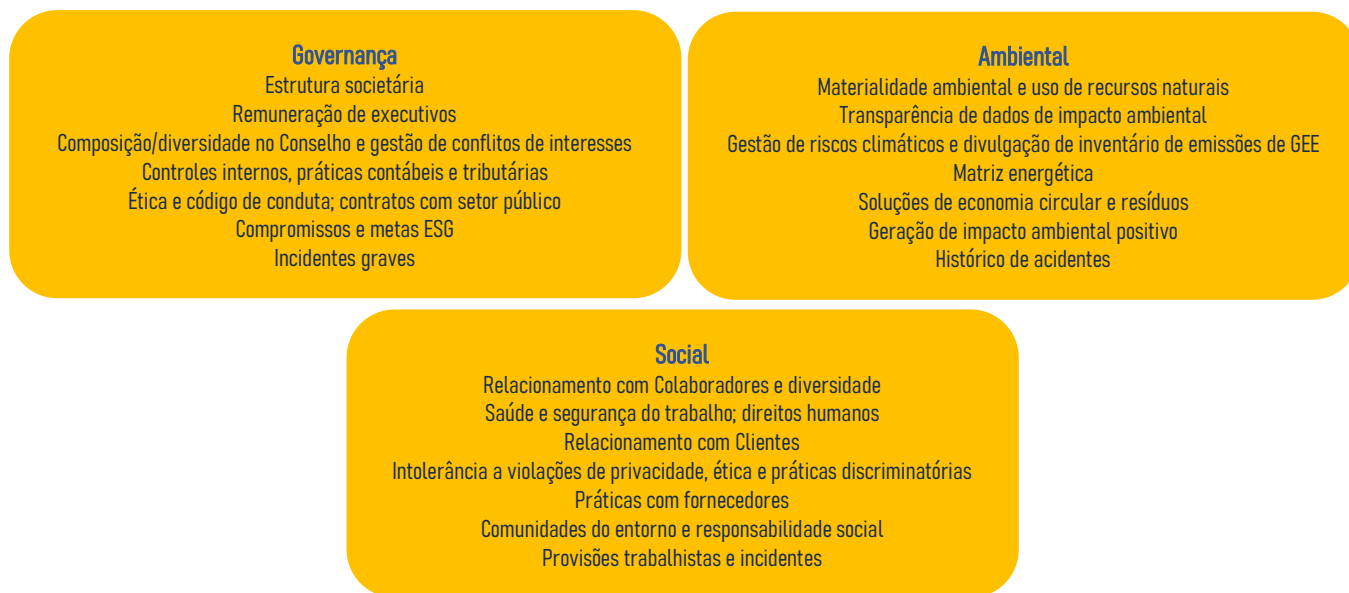 Governança
Estrutura societária
Remuneração de executivos
Composição/diversidade no Conselho e gestão de conflitos de interesses
Controles internos, práticas contábeis e tributárias
Ética e código de conduta; contratos com setor público
Compromissos e metas ESG
Incidentes graves
Ambiental
Materialidade ambiental e uso de recursos naturais
Transparência de dados de impacto ambiental
Gestão de riscos climáticos e divulgação de inventário de emissões de GEE
Matriz energética
Soluções de economia circular e resíduos
Geração de impacto ambiental positivo
Histórico de acidentes
Social
Relacionamento com Colaboradores e diversidade
Saúde e segurança do trabalho; direitos humanos
Relacionamento com Clientes
Intolerância a violações de privacidade, ética e práticas discriminatórias
Práticas com fornecedores
Comunidades do entorno e responsabilidade social
Provisões trabalhistas e incidentes